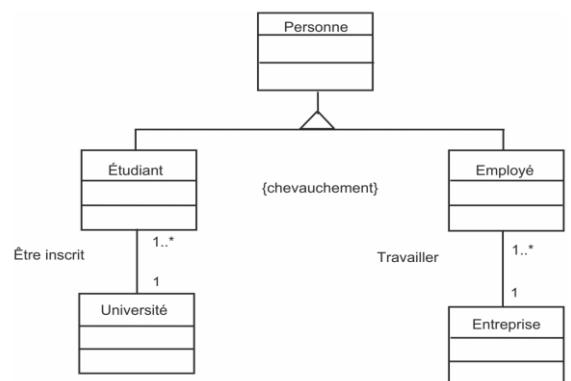 Personne
Étudiant
Employé
{chevauchement}
Être inscrit
1..*
Travailler
1..*
1
1
Université
Entreprise